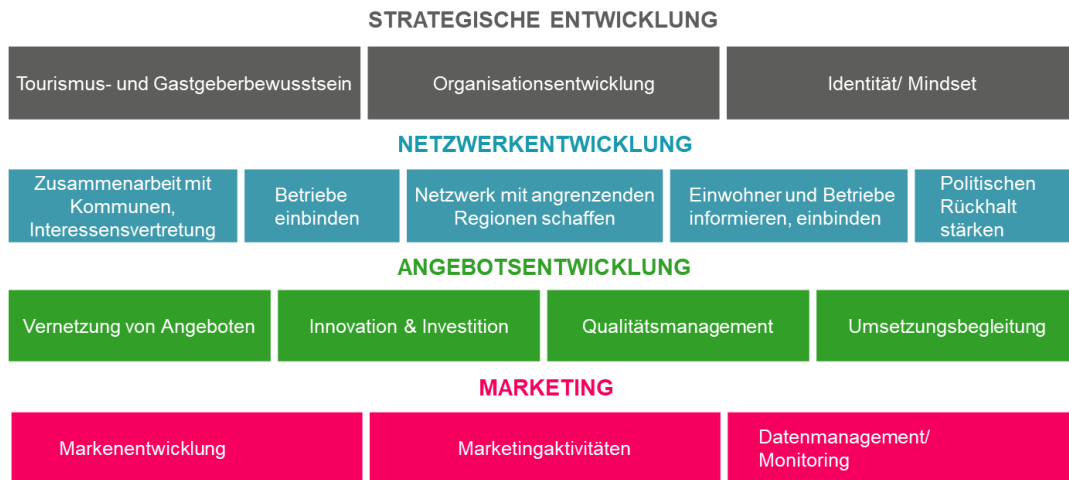 STRATEGISCHE ENTWICKLUNG
Tourismus- und Gastgeberbewusstsein
Organisationsentwicklung
Identität/ Mindset
NETZWERKENTWICKLUNG
Zusammenarbeit mit
Kommunen,
Interessensvertretung
Betriebe
einbinden
Netzwerk mit angrenzenden
Regionen schaffen
Einwohner und Betriebe
informieren, einbinden
Politischen
Rückhalt
stärken
ANGEBOTSENTWICKLUNG
Vernetzung von Angeboten
Innovation & Investition
Qualitätsmanagement
Umsetzungsbegleitung
MARKETING
Markenentwicklung
Marketingaktivitäten
Datenmanagement/
Monitoring